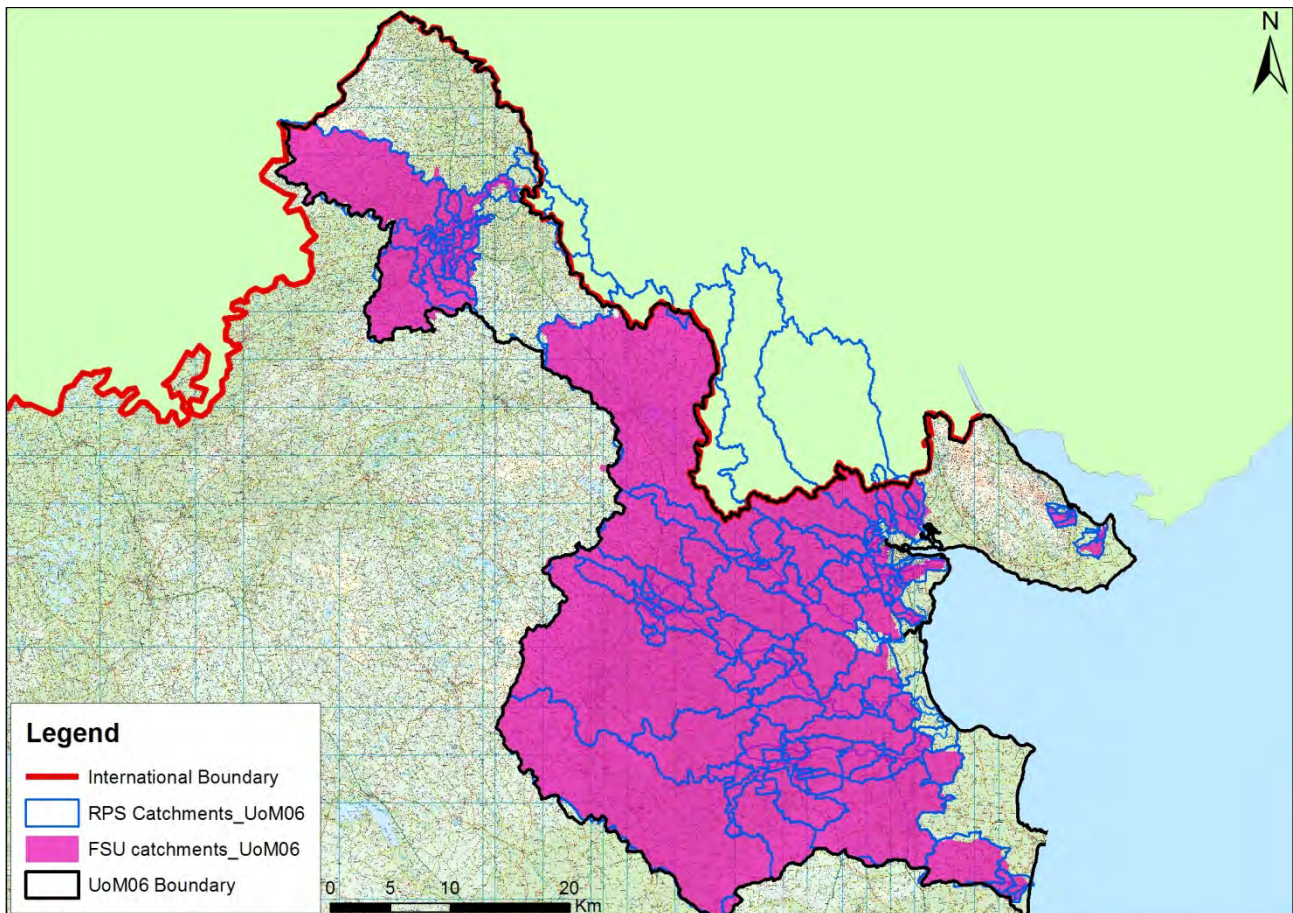 N
Legend
International Boundary
RPS Catchments_UoM06
FSU catchments_UoM06
UoM06 Boundary
0 5 10 20
Km